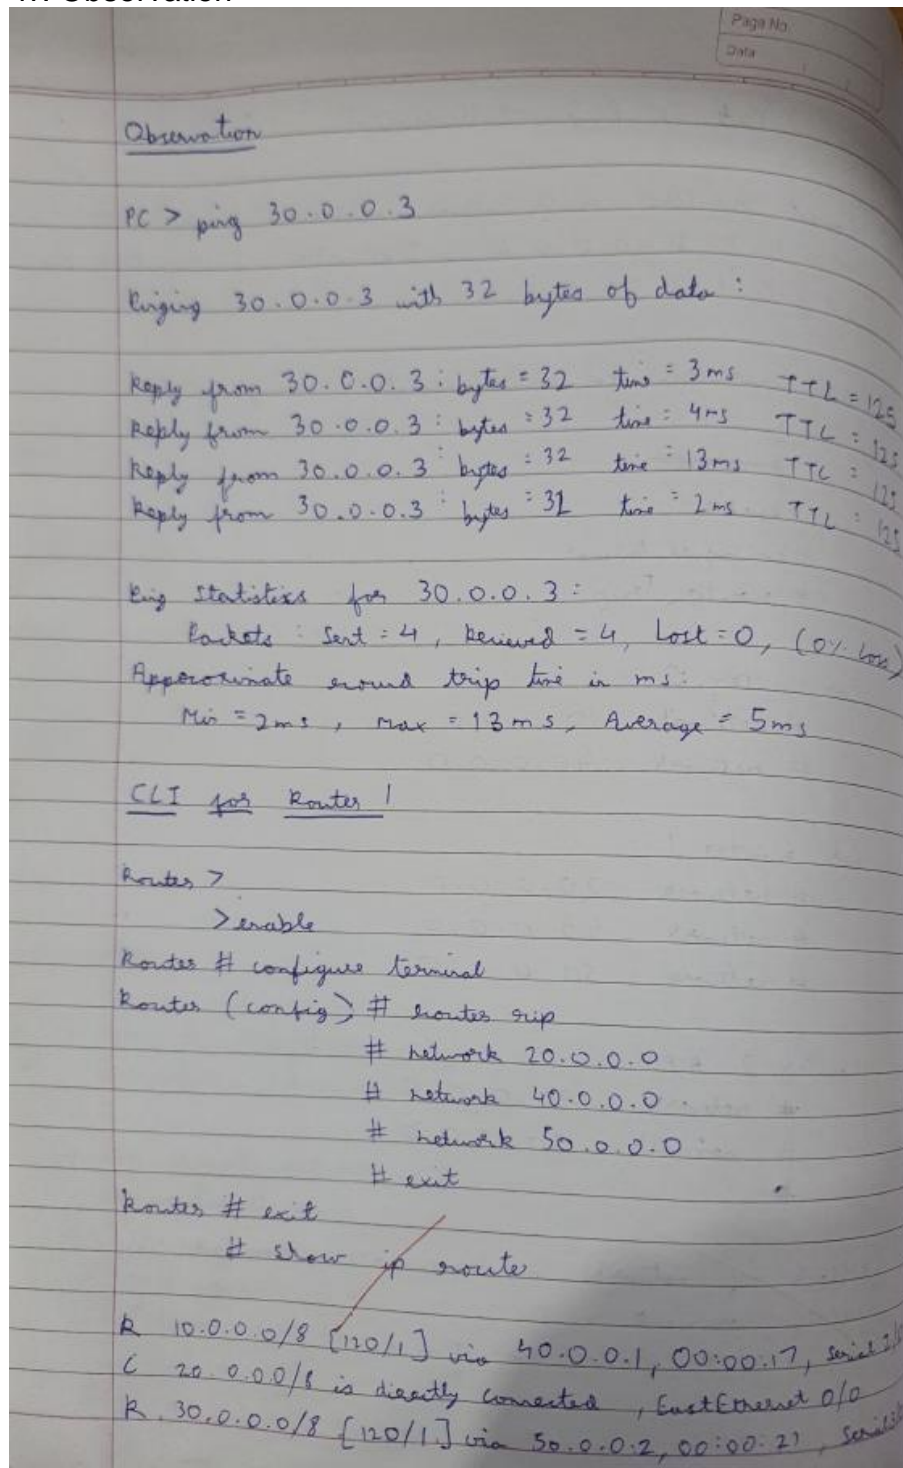 4.4 Observation
Page No.
Date
Observation
PC > ping 30.0.0.3
Pinging 30.0.0.3 with 32 bytes of data :
Reply from 30.0.0.3 : bytes = 32 time = 3ms TTL = 125
Reply from 30.0.0.3 : bytes = 32 time = 4ms TTL = 125
Reply from 30.0.0.3 : bytes = 32 time = 13ms TTL = 125
Reply from 30.0.0.3 : bytes = 32 time = 2ms TTL = 125
Ping Statistics for 30.0.0.3 :
Packets : Sent = 4, Recieved = 4, Lost = 0, (0% Loss)
Approximate round trip time in ms :
Min = 2ms, Max = 13ms, Average = 5ms
CLI for Router 1
Router >
> enable
Router # configure terminal
Router (config) # router rip
# network 20.0.0.0
# network 40.0.0.0
# network 50.0.0.0
# exit
Router # exit
# show ip route
R 10.0.0.0/8 [120/1] via 40.0.0.1, 00:00:17, Serial
C 20.0.0.0/8 is directly connected, FastEthernet 0/0
R 30.0.0.0/8 [120/1] via 50.0.0.2, 00:00:21, Serial